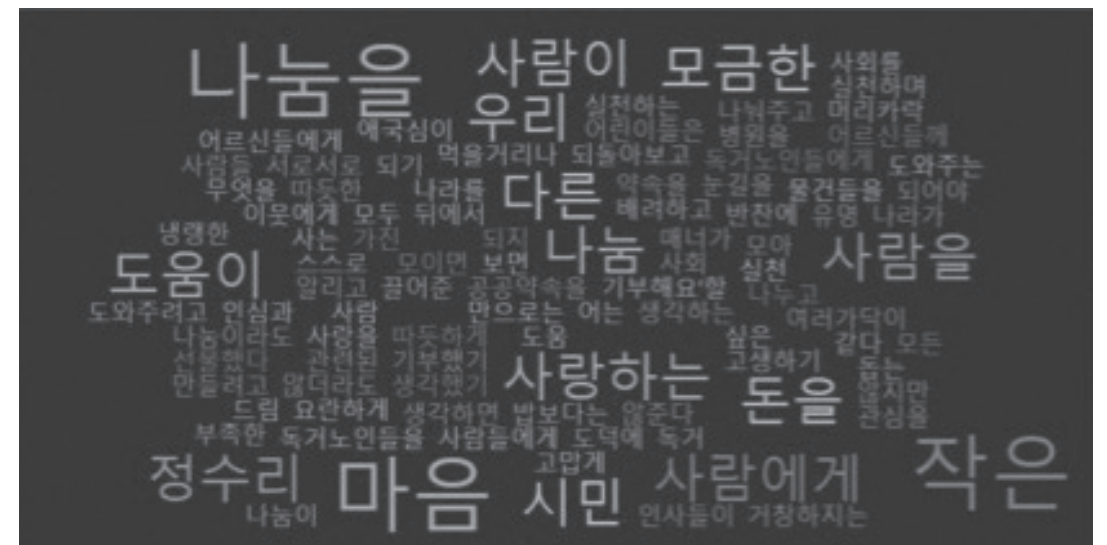 나눔을 사람이 모금한 사회를
실천하며
우리 실천하는 나눠주고 머리카락
어르신들에게 애국심이 어린이들은 병원을 어르신들께
사람들 서로서로 되기 먹을거리나 되돌아보고 독거노인들에게 도와주는
무엇을 따듯한 나라를 다른 약속을 눈길을 물건들을 되어야
이웃에게 모두 뒤에서 배려하고 반찬에 유명 나라가
냉랭한 사는 가진 되지 나눔 매너가 모아 사람을
도움이 스스로 모이면 보면 사회 실천
알리고 끌어준 공공약속을 기부해요'할 나누고
도와주려고 인심과 사람 만으로는 어는 생각하는 여러가닥이
나눔이라도 사랑을 따듯하게 도움 싶은 같다 모든
선물했다 관련된 기부했기 사랑하는 고생하기 돕는
만들려고 많더라도 생각했기 돈을 알지만
드림 요란하게 생각하면 밥보다는 않준다 관심을
부족한 독거노인들을 사람들에게 도덕에 독거
정수리 마음 고맙게 사람에게 작은
시민
나눔이 인사들이 거창하지는